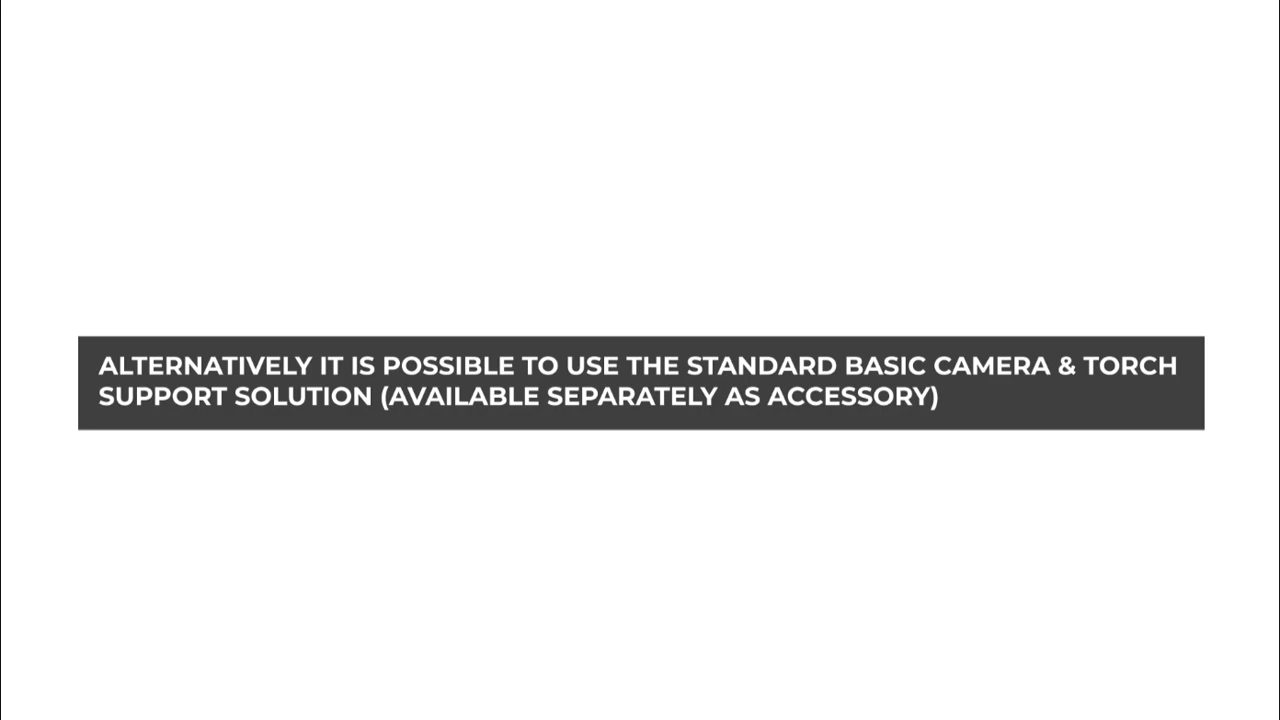 ALTERNATIVELY IT IS POSSIBLE TO USE THE STANDARD BASIC CAMERA & TORCH
SUPPORT SOLUTION (AVAILABLE SEPARATELY AS ACCESSORY)